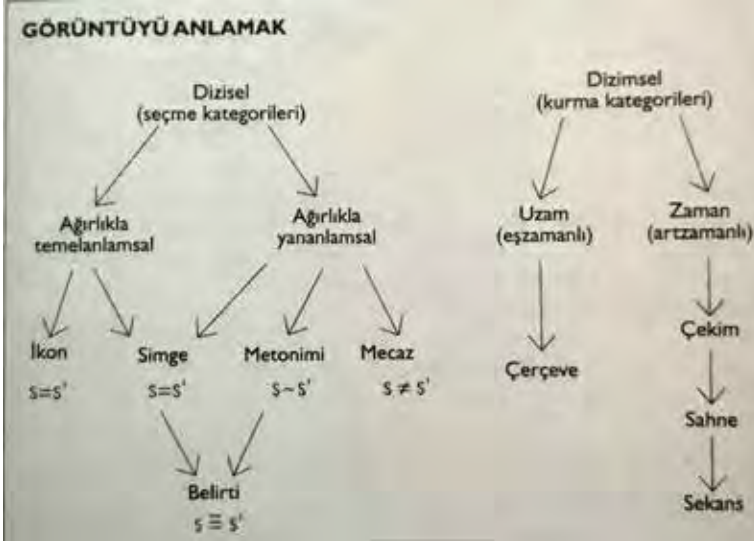 GÖRÜNTÜYÜ ANLAMAK
Dizisel
(seçme kategorileri)
Ağırlıkla
temelanlamsal
Ağırlıkla
yananlamsal
İkon
S=S'
Simge
S=S'
Metonimi
S~S'
Mecaz
S ≠ S'
Belirti
S ≡ S'
Dizimsel
(kurma kategorileri)
Uzam
(eşzamanlı)
Zaman
(artzamanlı)
Çerçeve
Çekim
Sahne
Sekans